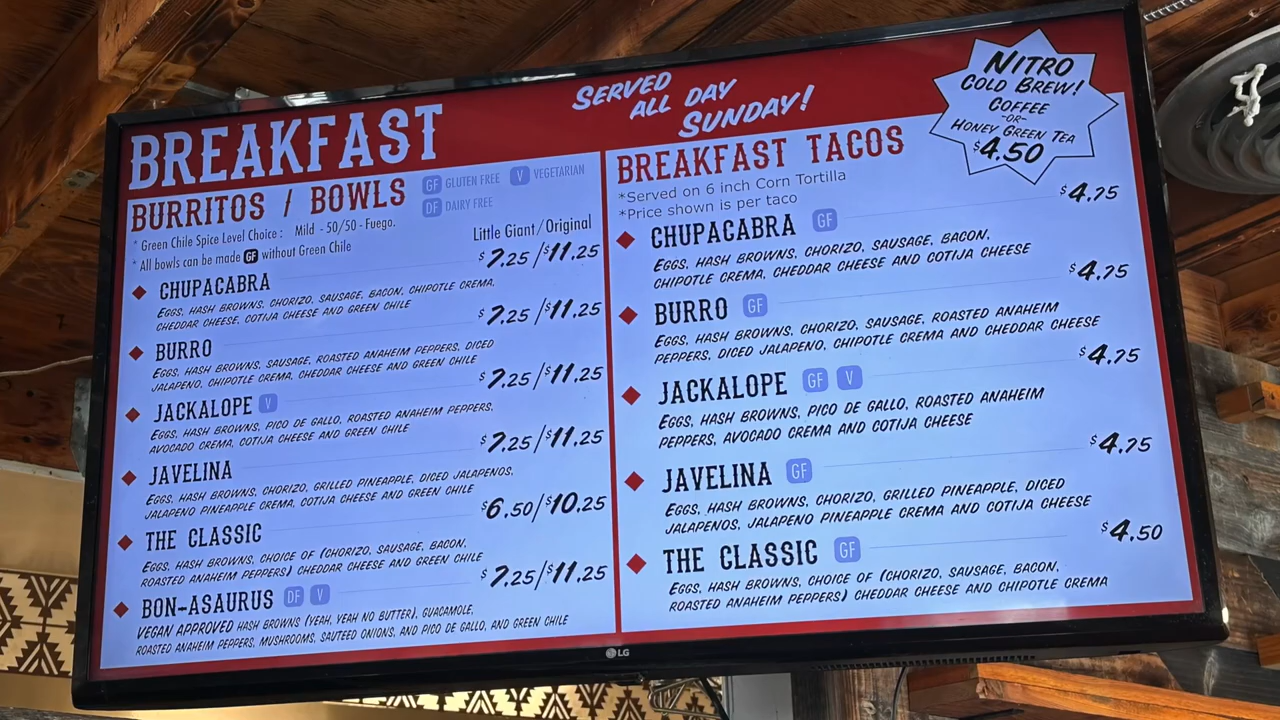 SERVED
ALL DAY
SUNDAY!
NITRO
COLD BREW!
COFFEE
-OR-
HONEY GREEN TEA
$4.50
BREAKFAST
BURRITOS / BOWLS
GF GLUTEN FREE V VEGETARIAN
DF DAIRY FREE
* Green Chile Spice Level Choice : Mild - 50/50 - Fuego.
* All bowls can be made GF without Green Chile
Little Giant/Original
$7.25/$11.25
CHUPACABRA
EGGS, HASH BROWNS, CHORIZO, SAUSAGE, BACON, CHIPOTLE CREMA,
CHEDDAR CHEESE, COTIJA CHEESE AND GREEN CHILE
$7.25/$11.25
BURRO
EGGS, HASH BROWNS, SAUSAGE, ROASTED ANAHEIM PEPPERS, DICED
JALAPENO, CHIPOTLE CREMA, CHEDDAR CHEESE AND GREEN CHILE
$7.25/$11.25
JACKALOPE V
EGGS, HASH BROWNS, PICO DE GALLO, ROASTED ANAHEIM PEPPERS,
AVOCADO CREMA, COTIJA CHEESE AND GREEN CHILE
$7.25/$11.25
JAVELINA
EGGS, HASH BROWNS, CHORIZO, GRILLED PINEAPPLE, DICED JALAPENOS,
JALAPENO PINEAPPLE CREMA, COTIJA CHEESE AND GREEN CHILE
$6.50/$10.25
THE CLASSIC
EGGS, HASH BROWNS, CHOICE OF (CHORIZO, SAUSAGE, BACON,
ROASTED ANAHEIM PEPPERS) CHEDDAR CHEESE AND GREEN CHILE
$7.25/$11.25
BON-ASAURUS DF V
VEGAN APPROVED HASH BROWNS (YEAH, YEAH NO BUTTER), GUACAMOLE,
ROASTED ANAHEIM PEPPERS, MUSHROOMS, SAUTEED ONIONS, AND PICO DE GALLO, AND GREEN CHILE
BREAKFAST TACOS
*Served on 6 inch Corn Tortilla
*Price shown is per taco
$4.75
CHUPACABRA GF
EGGS, HASH BROWNS, CHORIZO, SAUSAGE, BACON,
CHIPOTLE CREMA, CHEDDAR CHEESE AND COTIJA CHEESE
$4.75
BURRO GF
EGGS, HASH BROWNS, CHORIZO, SAUSAGE, ROASTED ANAHEIM
PEPPERS, DICED JALAPENO, CHIPOTLE CREMA AND CHEDDAR CHEESE
$4.75
JACKALOPE GF V
EGGS, HASH BROWNS, PICO DE GALLO, ROASTED ANAHEIM
PEPPERS, AVOCADO CREMA AND COTIJA CHEESE
$4.75
JAVELINA GF
EGGS, HASH BROWNS, CHORIZO, GRILLED PINEAPPLE, DICED
JALAPENOS, JALAPENO PINEAPPLE CREMA AND COTIJA CHEESE
$4.50
THE CLASSIC GF
EGGS, HASH BROWNS, CHOICE OF (CHORIZO, SAUSAGE, BACON,
ROASTED ANAHEIM PEPPERS) CHEDDAR CHEESE AND CHIPOTLE CREMA
LG